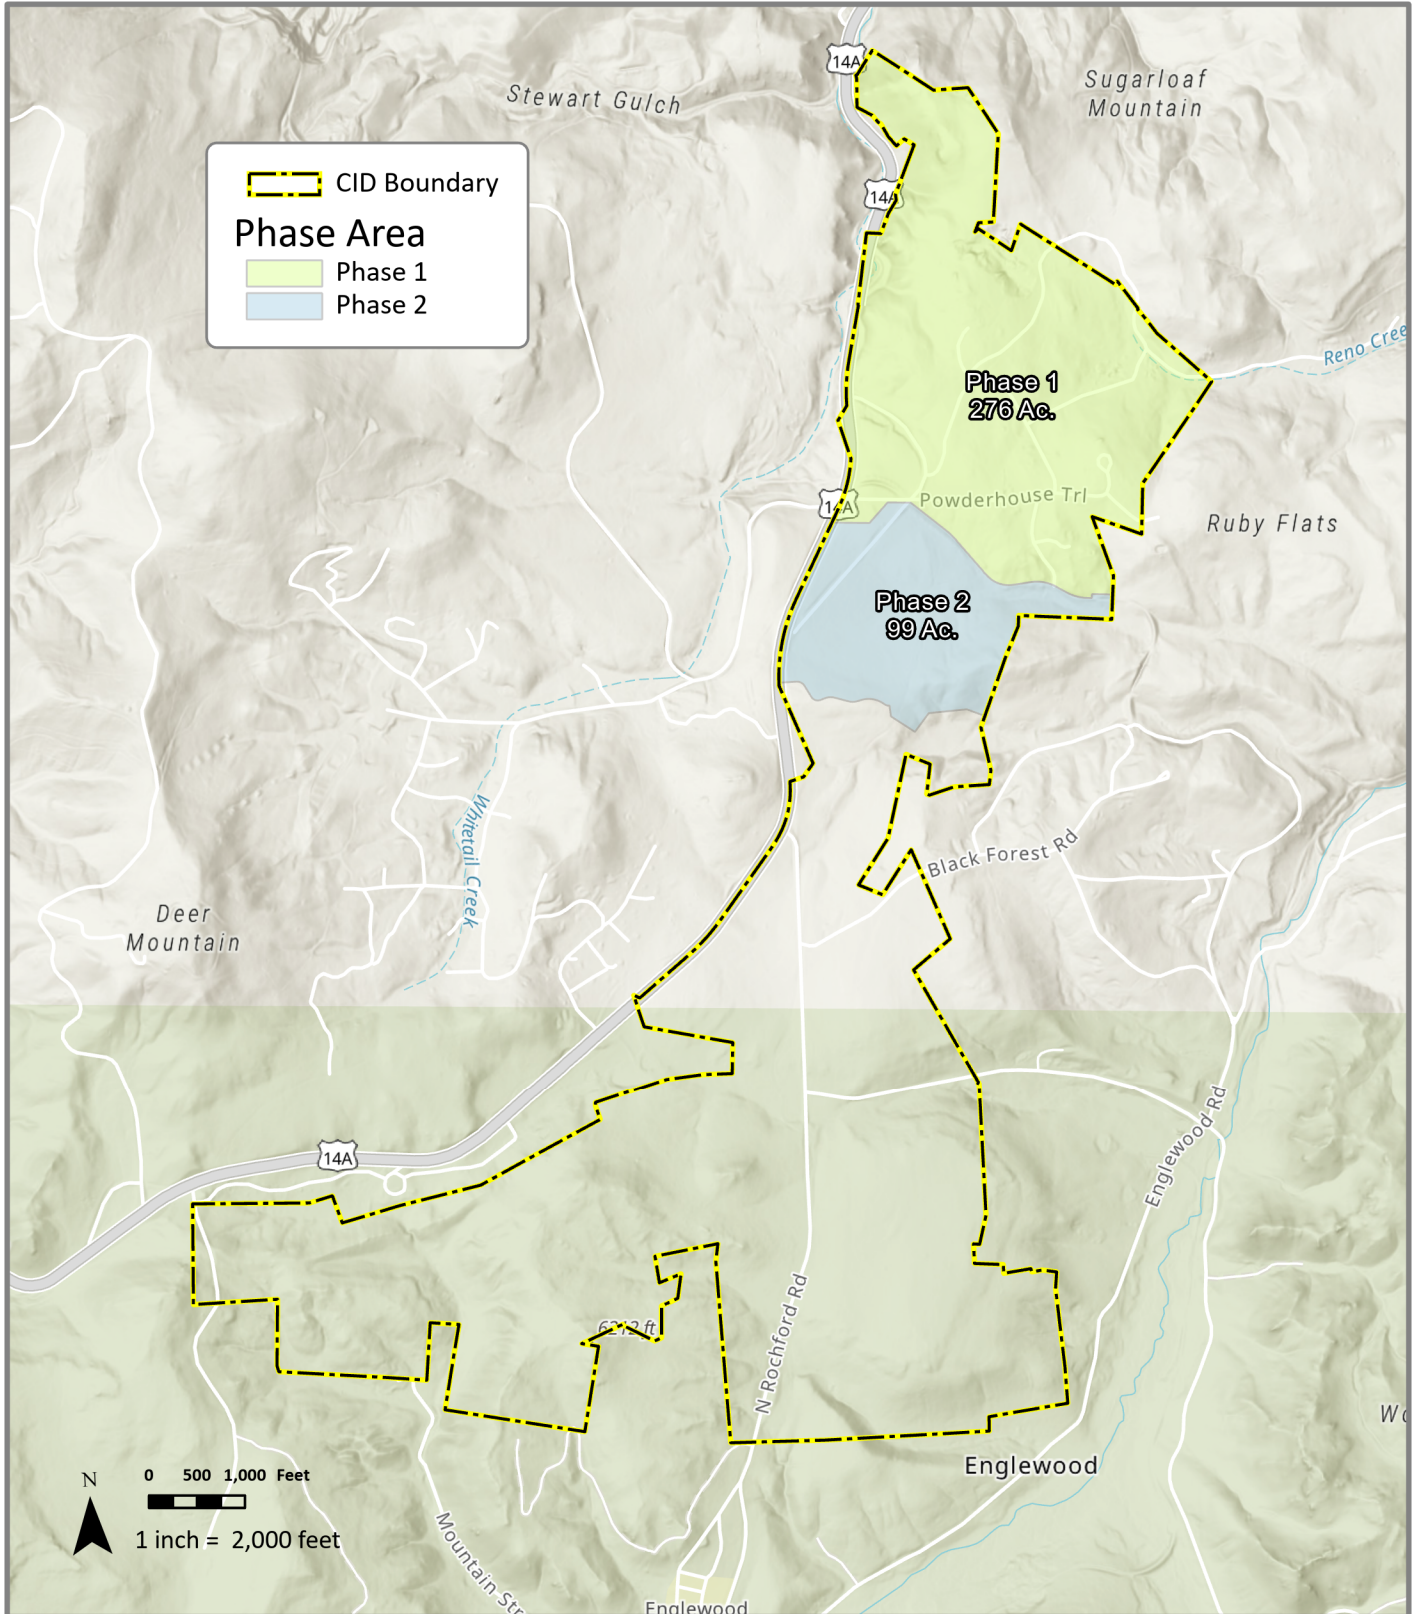 14A
Sugarloaf
Mountain
Stewart Gulch
CID Boundary
Phase Area
Phase 1
Phase 2
14A
Reno Cree
Phase 1
276 Ac.
Powderhouse Trl
14A
Ruby Flats
Phase 2
99 Ac.
Whitetail Creek
Black Forest Rd
Deer
Mountain
14A
Englewood Rd
N Rochford Rd
6212 ft
Englewood
N
0 500 1,000 Feet
1 inch = 2,000 feet
Mountain Str
Englewood